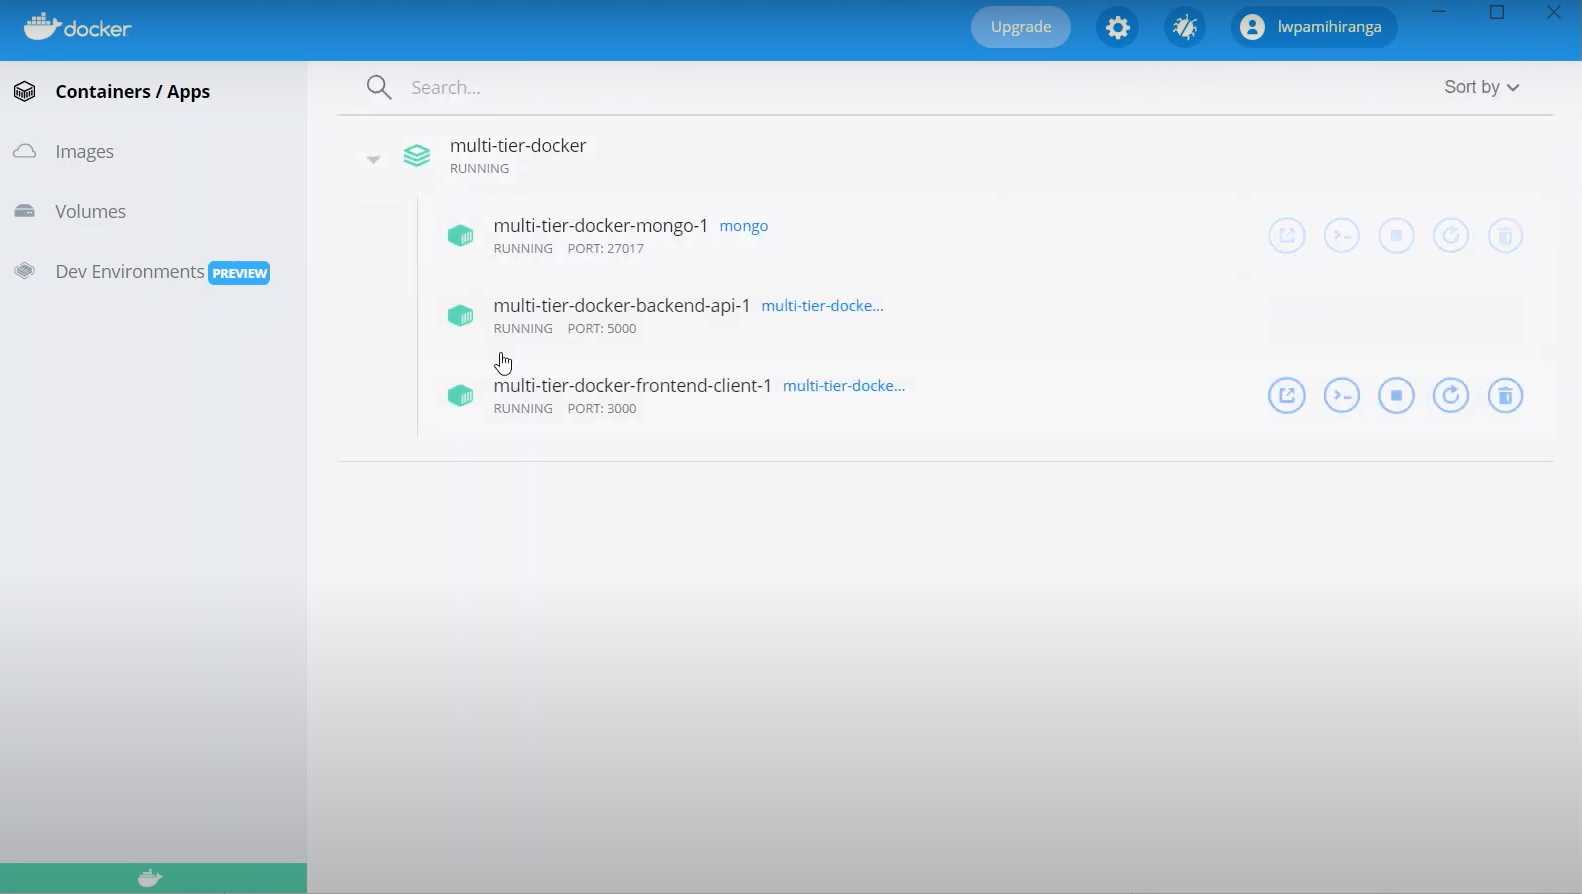 docker
Upgrade
lwpamihiranga
Containers / Apps
Images
Volumes
Dev Environments PREVIEW
Search...
Sort by
multi-tier-docker
RUNNING
multi-tier-docker-mongo-1 mongo
RUNNING PORT: 27017
multi-tier-docker-backend-api-1 multi-tier-docke...
RUNNING PORT: 5000
multi-tier-docker-frontend-client-1 multi-tier-docke...
RUNNING PORT: 3000